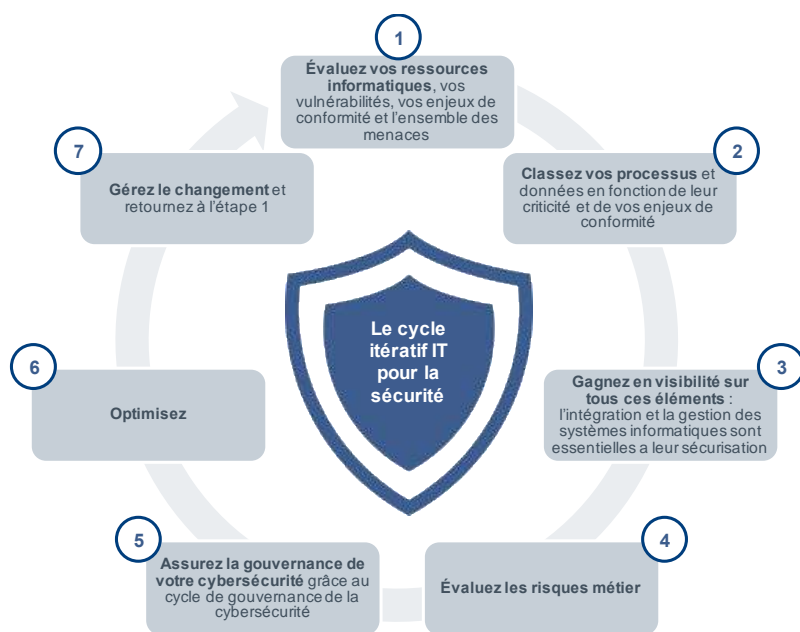 1
Évaluez vos ressources
informatiques, vos
vulnérabilités, vos enjeux de
conformité et l'ensemble des
menaces
2
Classez vos processus et
données en fonction de leur
criticité et de vos enjeux de
conformité
3
Gagnez en visibilité sur
tous ces éléments :
l'intégration et la gestion des
systèmes informatiques sont
essentielles a leur sécurisation
4
Évaluez les risques métier
5
Assurez la gouvernance de
votre cybersécurité grâce au
cycle de gouvernance de la
cybersécurité
6
Optimisez
7
Gérez le changement et
retournez à l'étape 1
Le cycle
itératif IT
pour la
sécurité